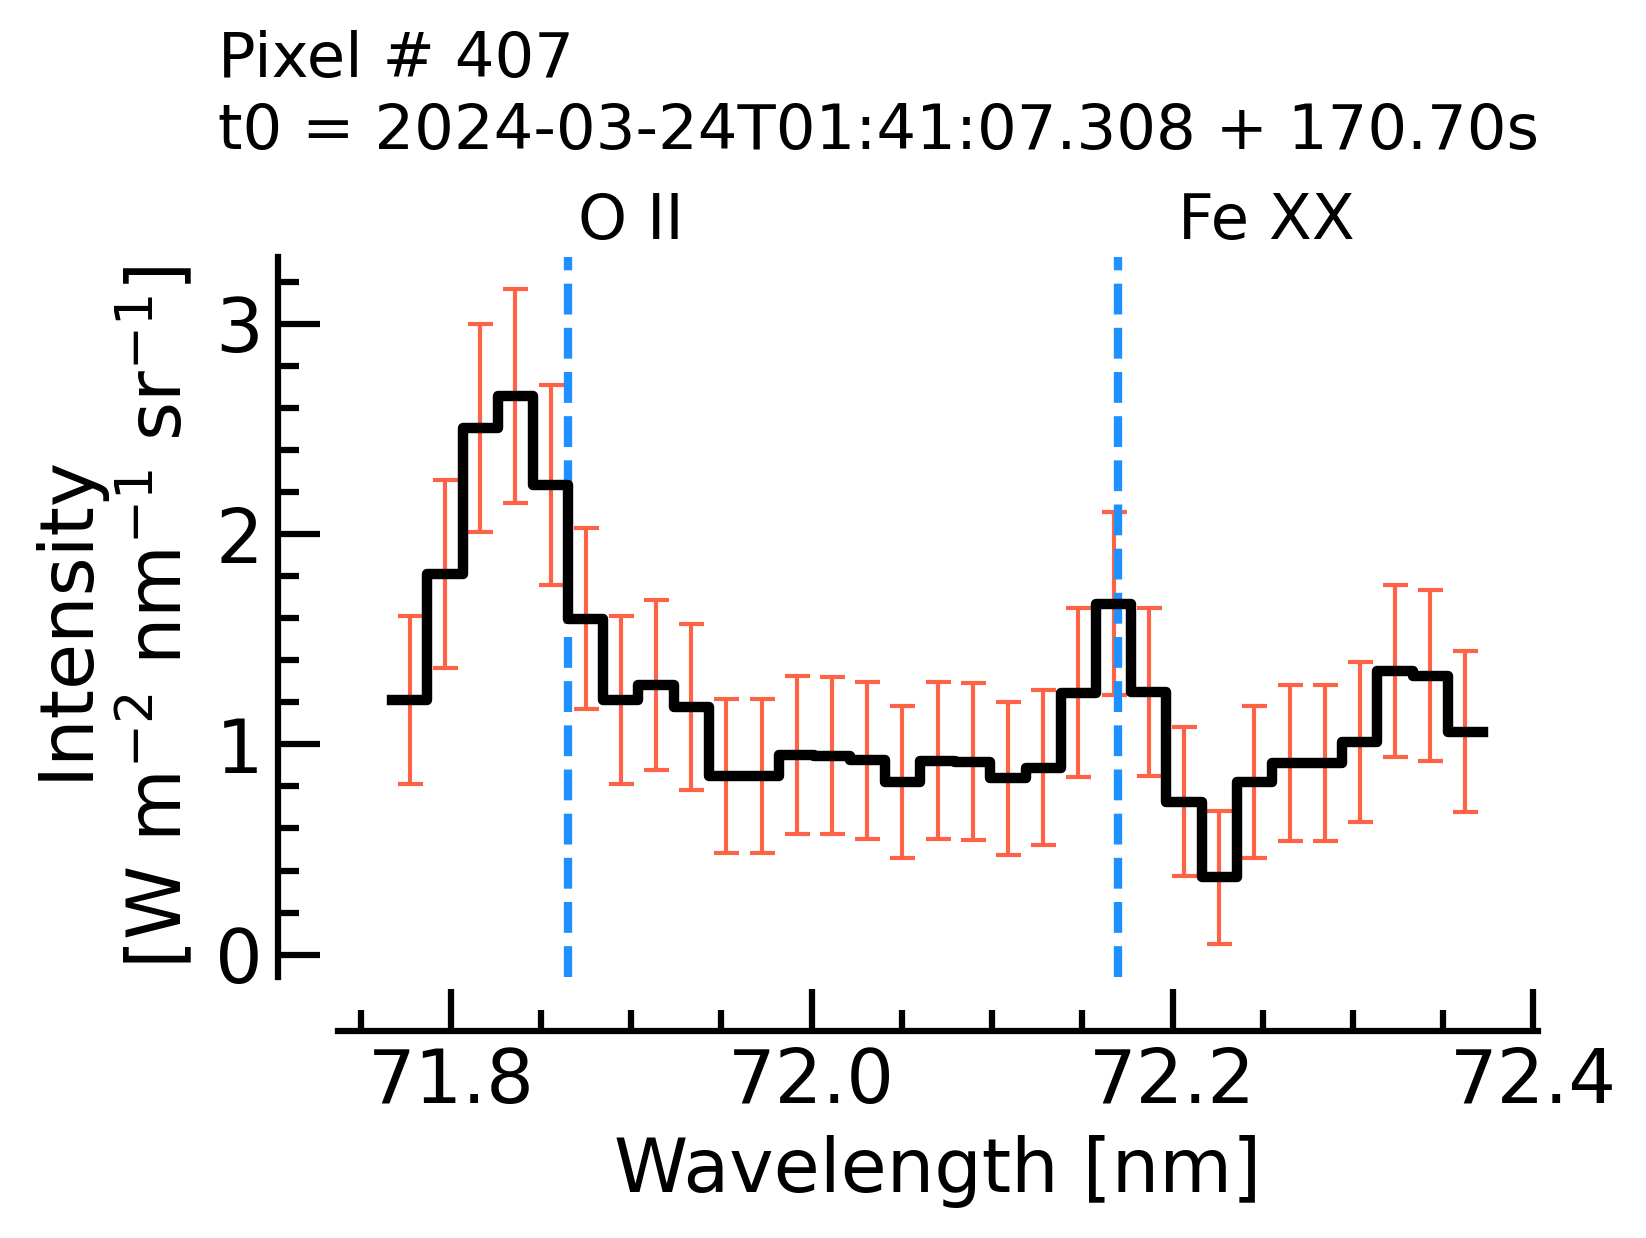 Pixel # 407
t0 = 2024-03-24T01:41:07.308 + 170.70s
O II
Fe XX
Intensity
[W m⁻² nm⁻¹ sr⁻¹]
3
2
1
0
71.8 72.0 72.2 72.4
Wavelength [nm]